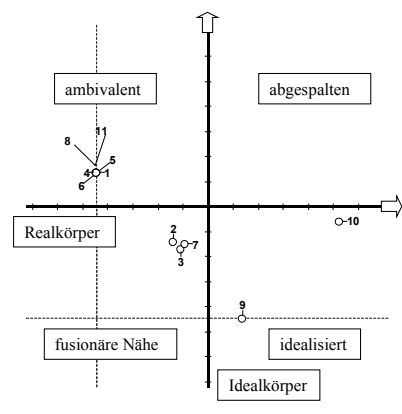 ambivalent
abgespalten
11
8
5
4
1
6
10
Realkörper
2
7
3
9
fusionäre Nähe
idealisiert
Idealkörper